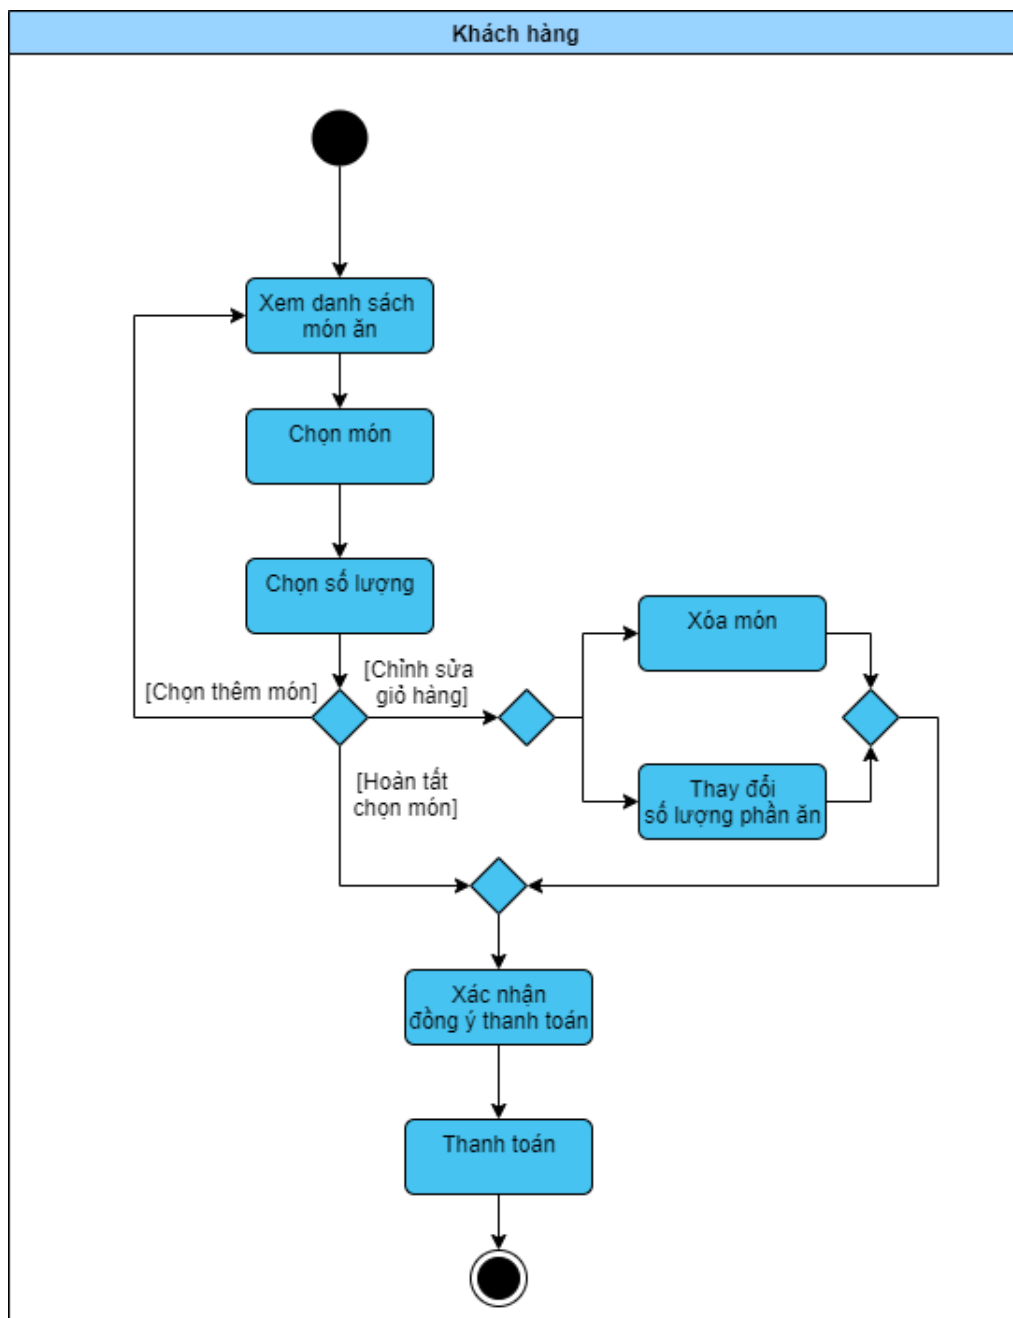 Khách hàng
Xem danh sách
món ăn
Chọn món
Chọn số lượng
[Chọn thêm món]
[Chỉnh sửa
giỏ hàng]
Xóa món
Thay đổi
số lượng phần ăn
[Hoàn tất
chọn món]
Xác nhận
đồng ý thanh toán
Thanh toán